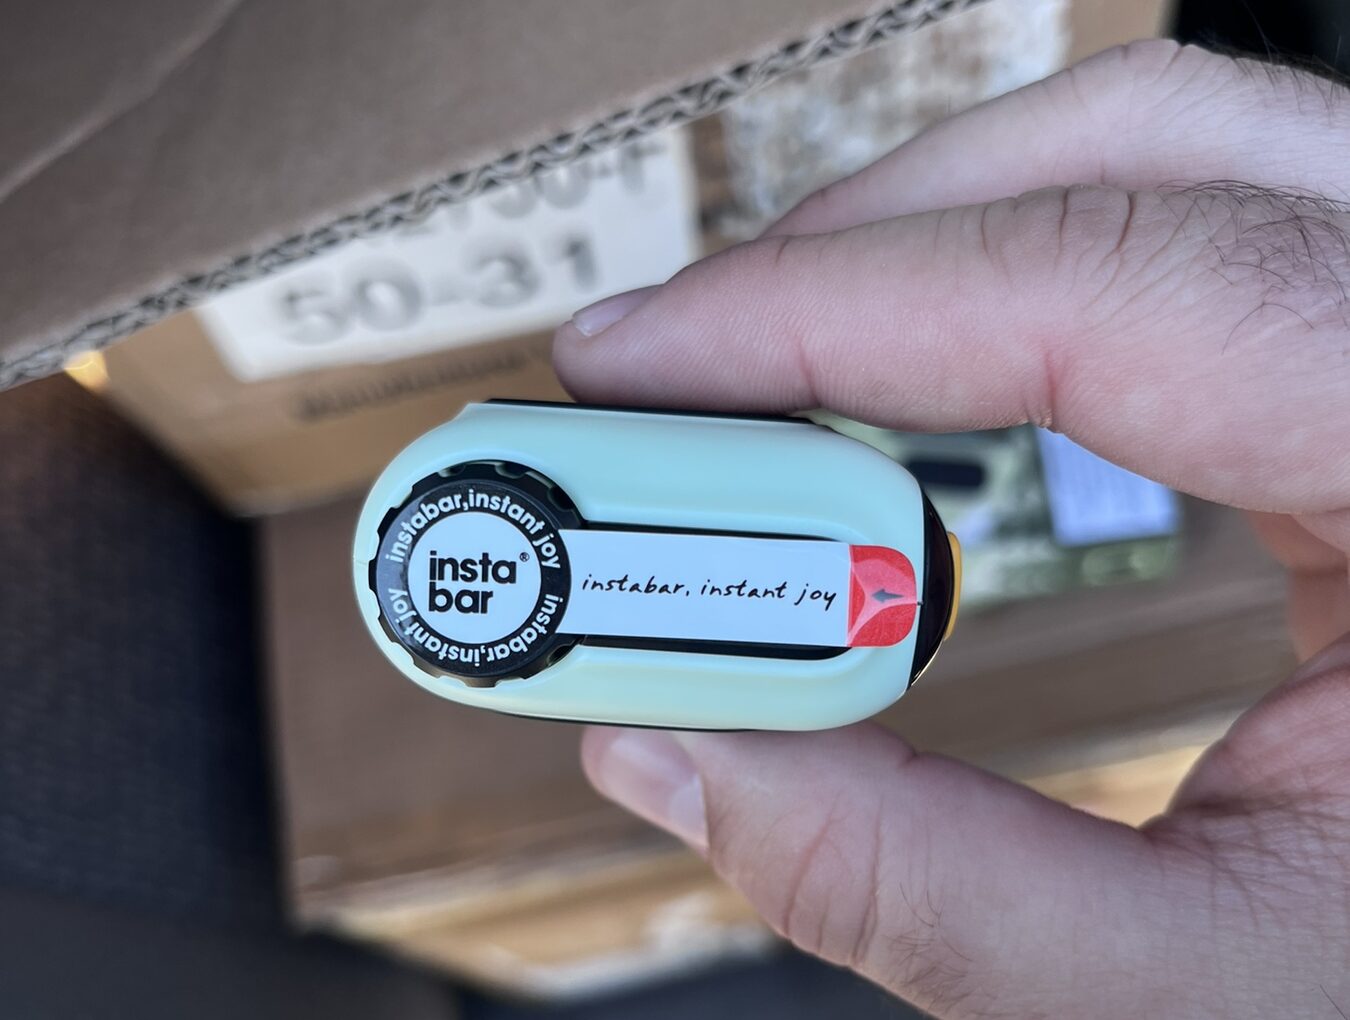 50-31
instabar,instant joy
instabar,instant joy
insta®
bar
instabar, instant joy